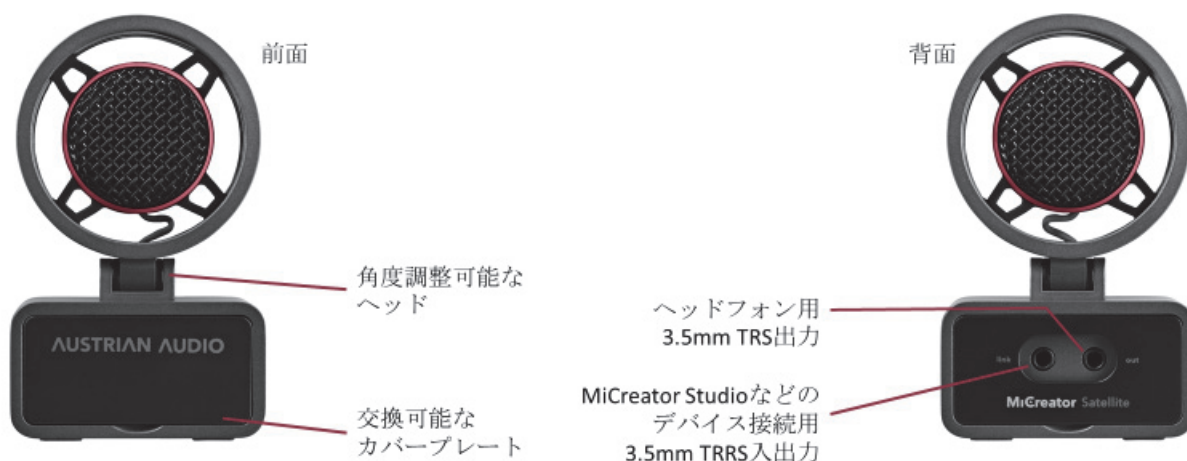 前面
角度調整可能な
ヘッド
AUSTRIAN AUDIO
交換可能な
カバープレート
背面
ヘッドフォン用
3.5mm TRS出力
link
out
MiCreator Studioなどの
デバイス接続用
3.5mm TRRS入出力
MiCreator Satellite